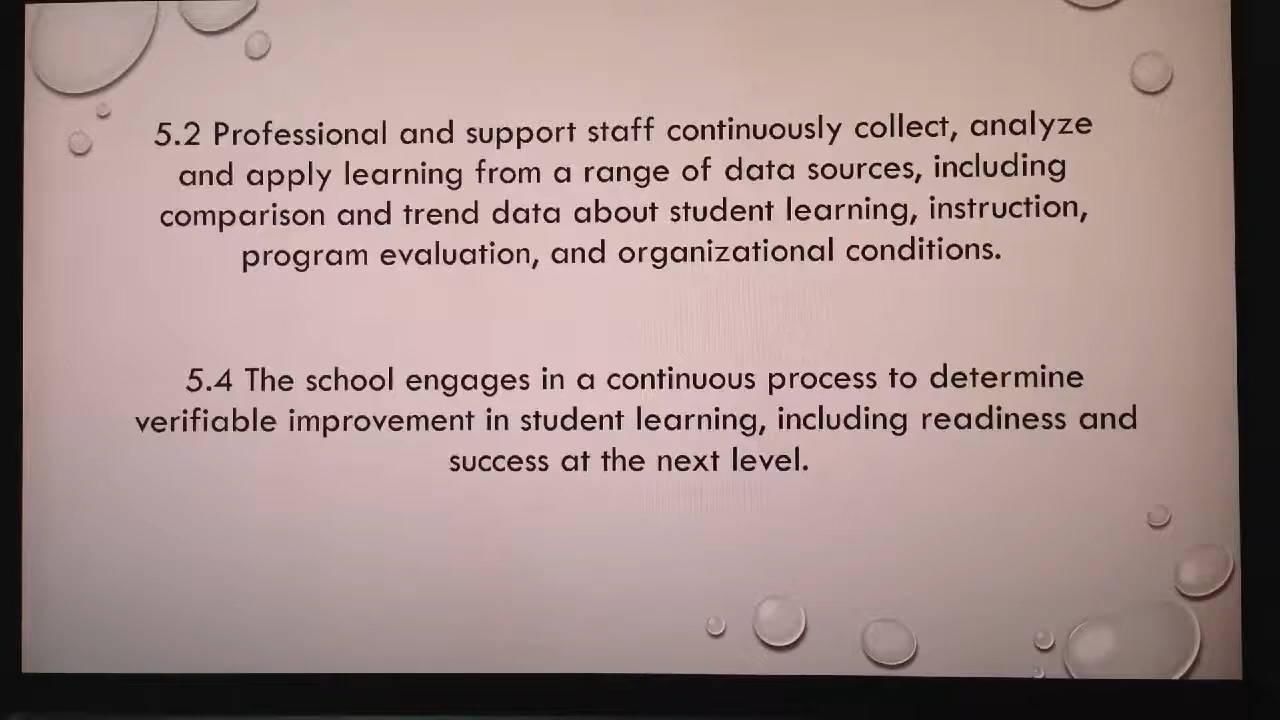 5.2 Professional and support staff continuously collect, analyze
and apply learning from a range of data sources, including
comparison and trend data about student learning, instruction,
program evaluation, and organizational conditions.
5.4 The school engages in a continuous process to determine
verifiable improvement in student learning, including readiness and
success at the next level.